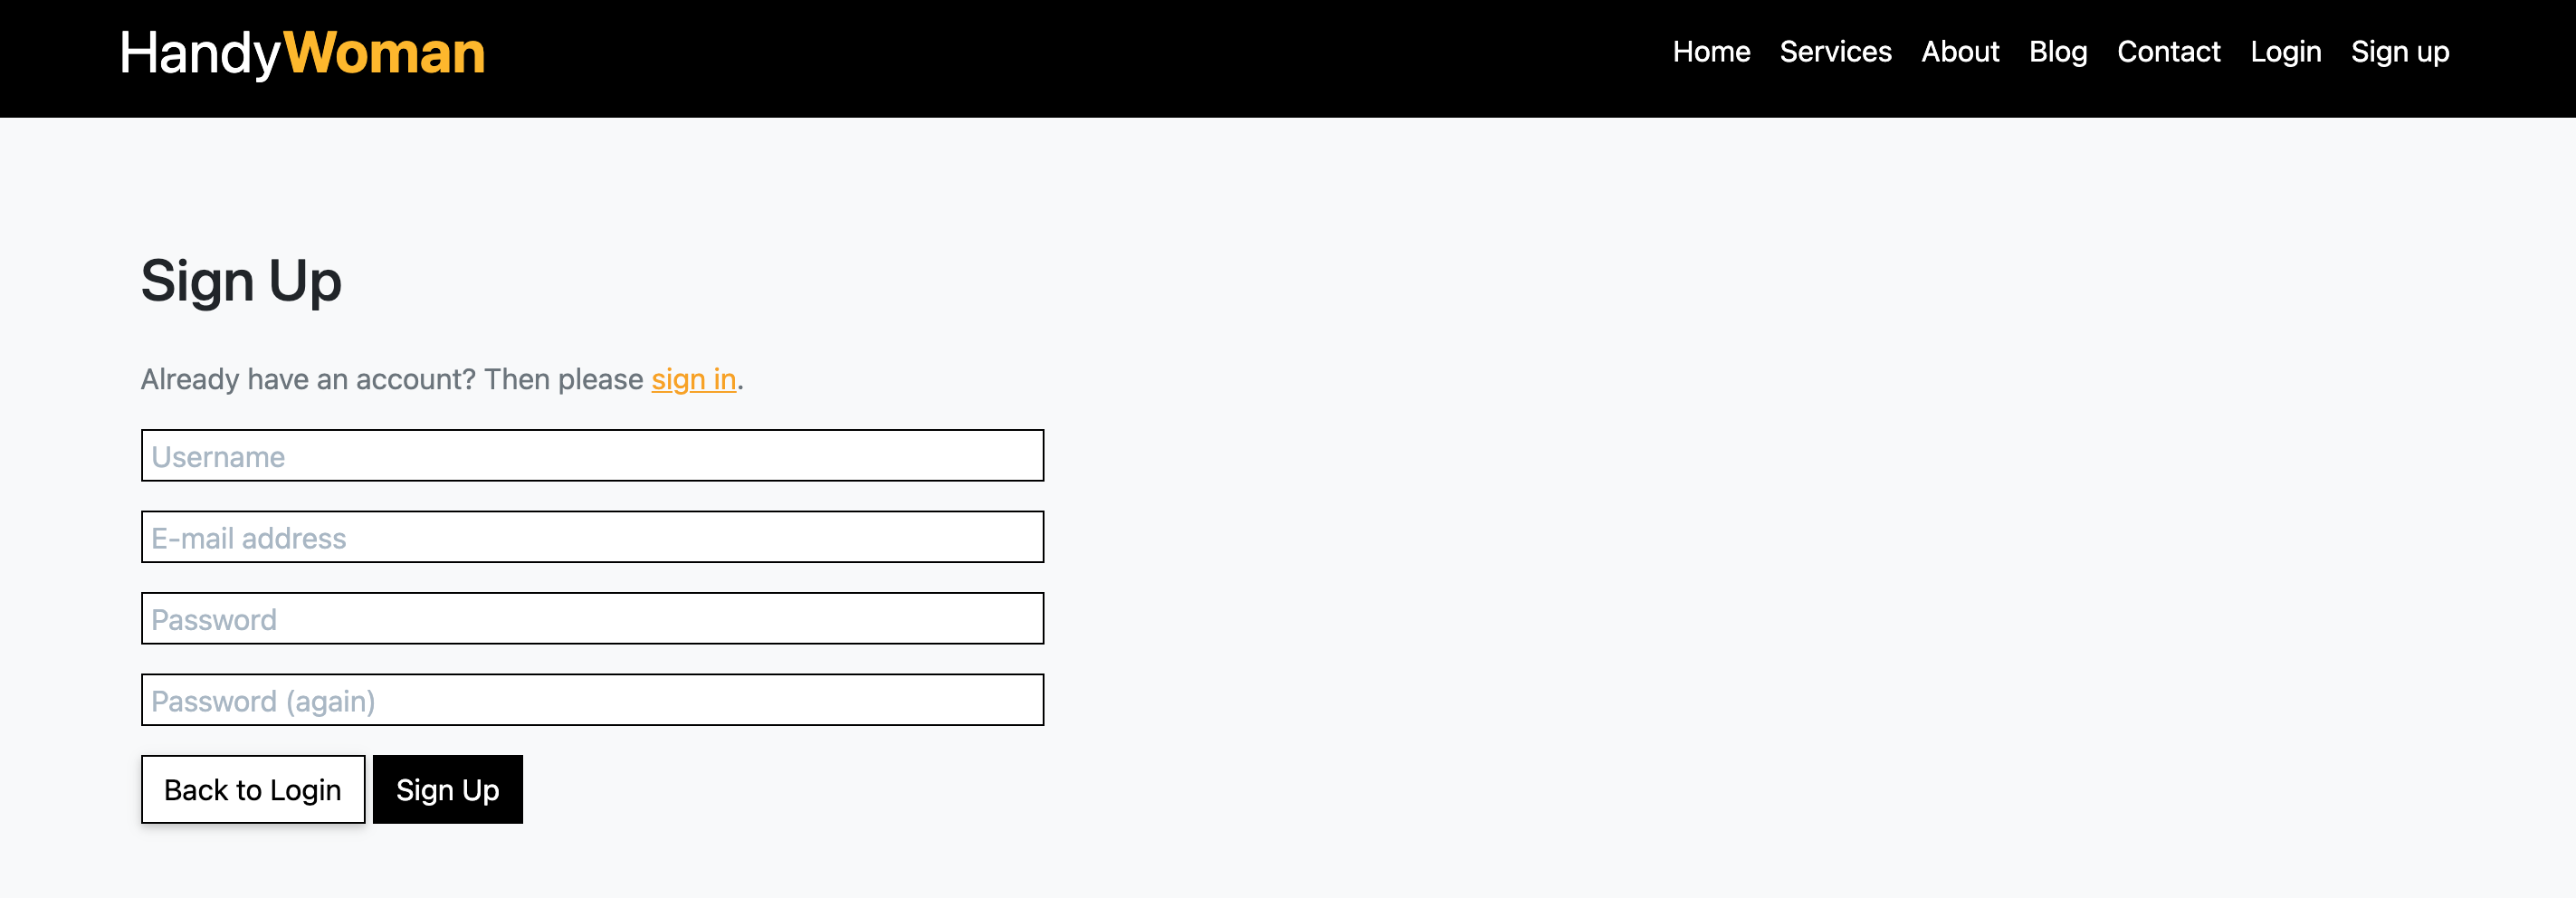 HandyWoman
Home Services About Blog Contact Login Sign up
Sign Up
Already have an account? Then please sign in.
Username
E-mail address
Password
Password (again)
Back to Login Sign Up